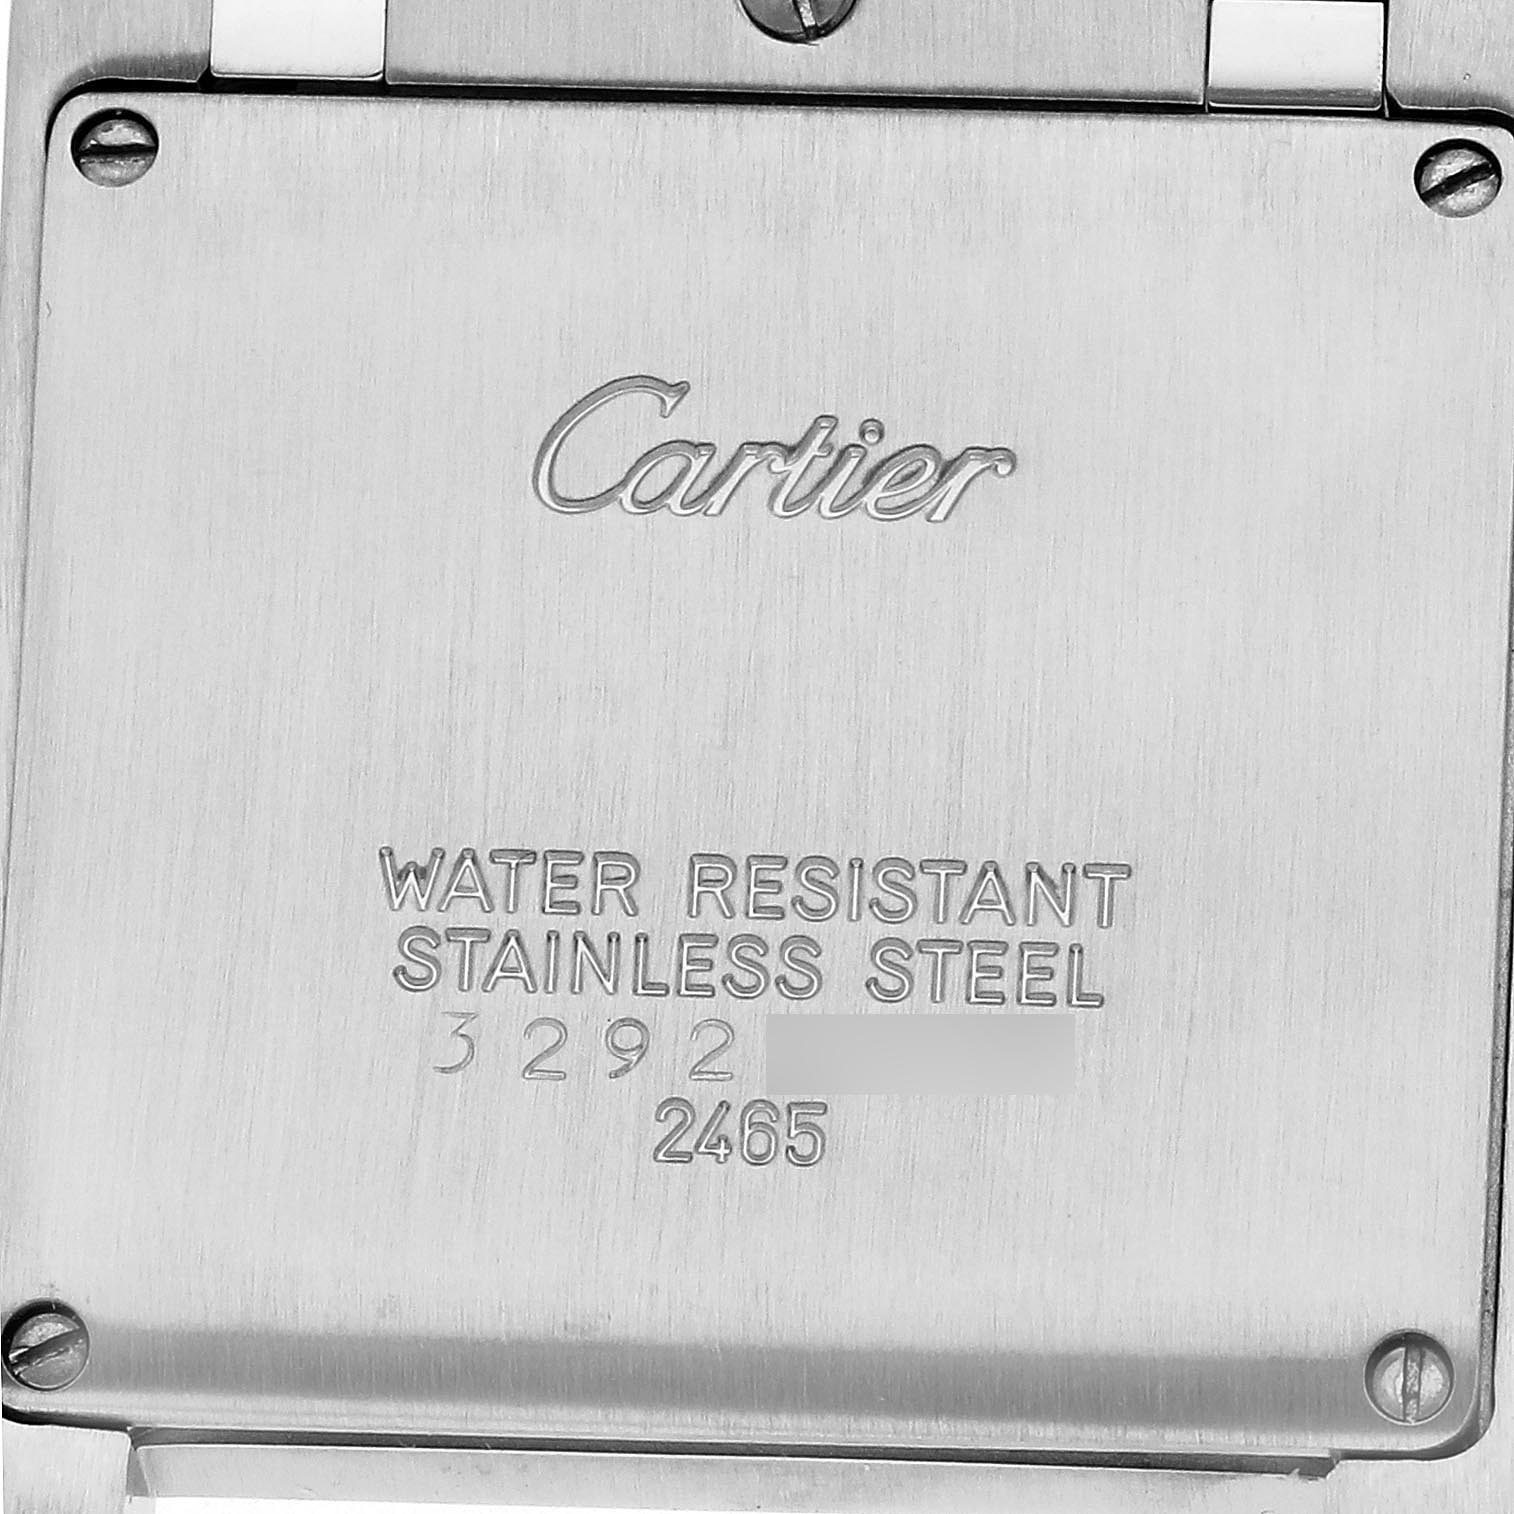 Cartier
WATER RESISTANT
STAINLESS STEEL
3292
2465